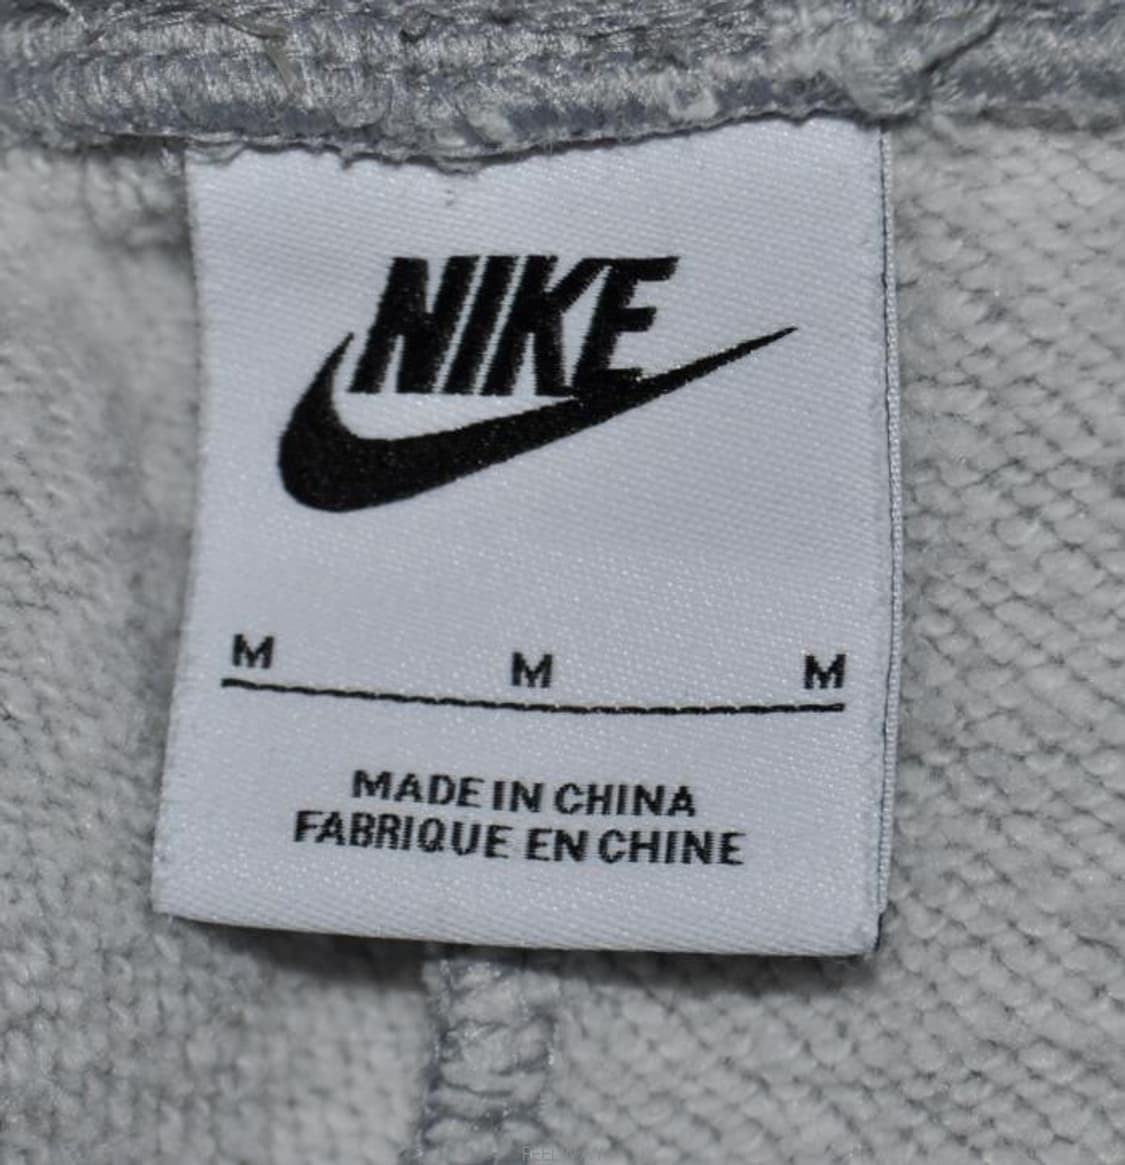 NIKE
M M M
MADE IN CHINA
FABRIQUE EN CHINE